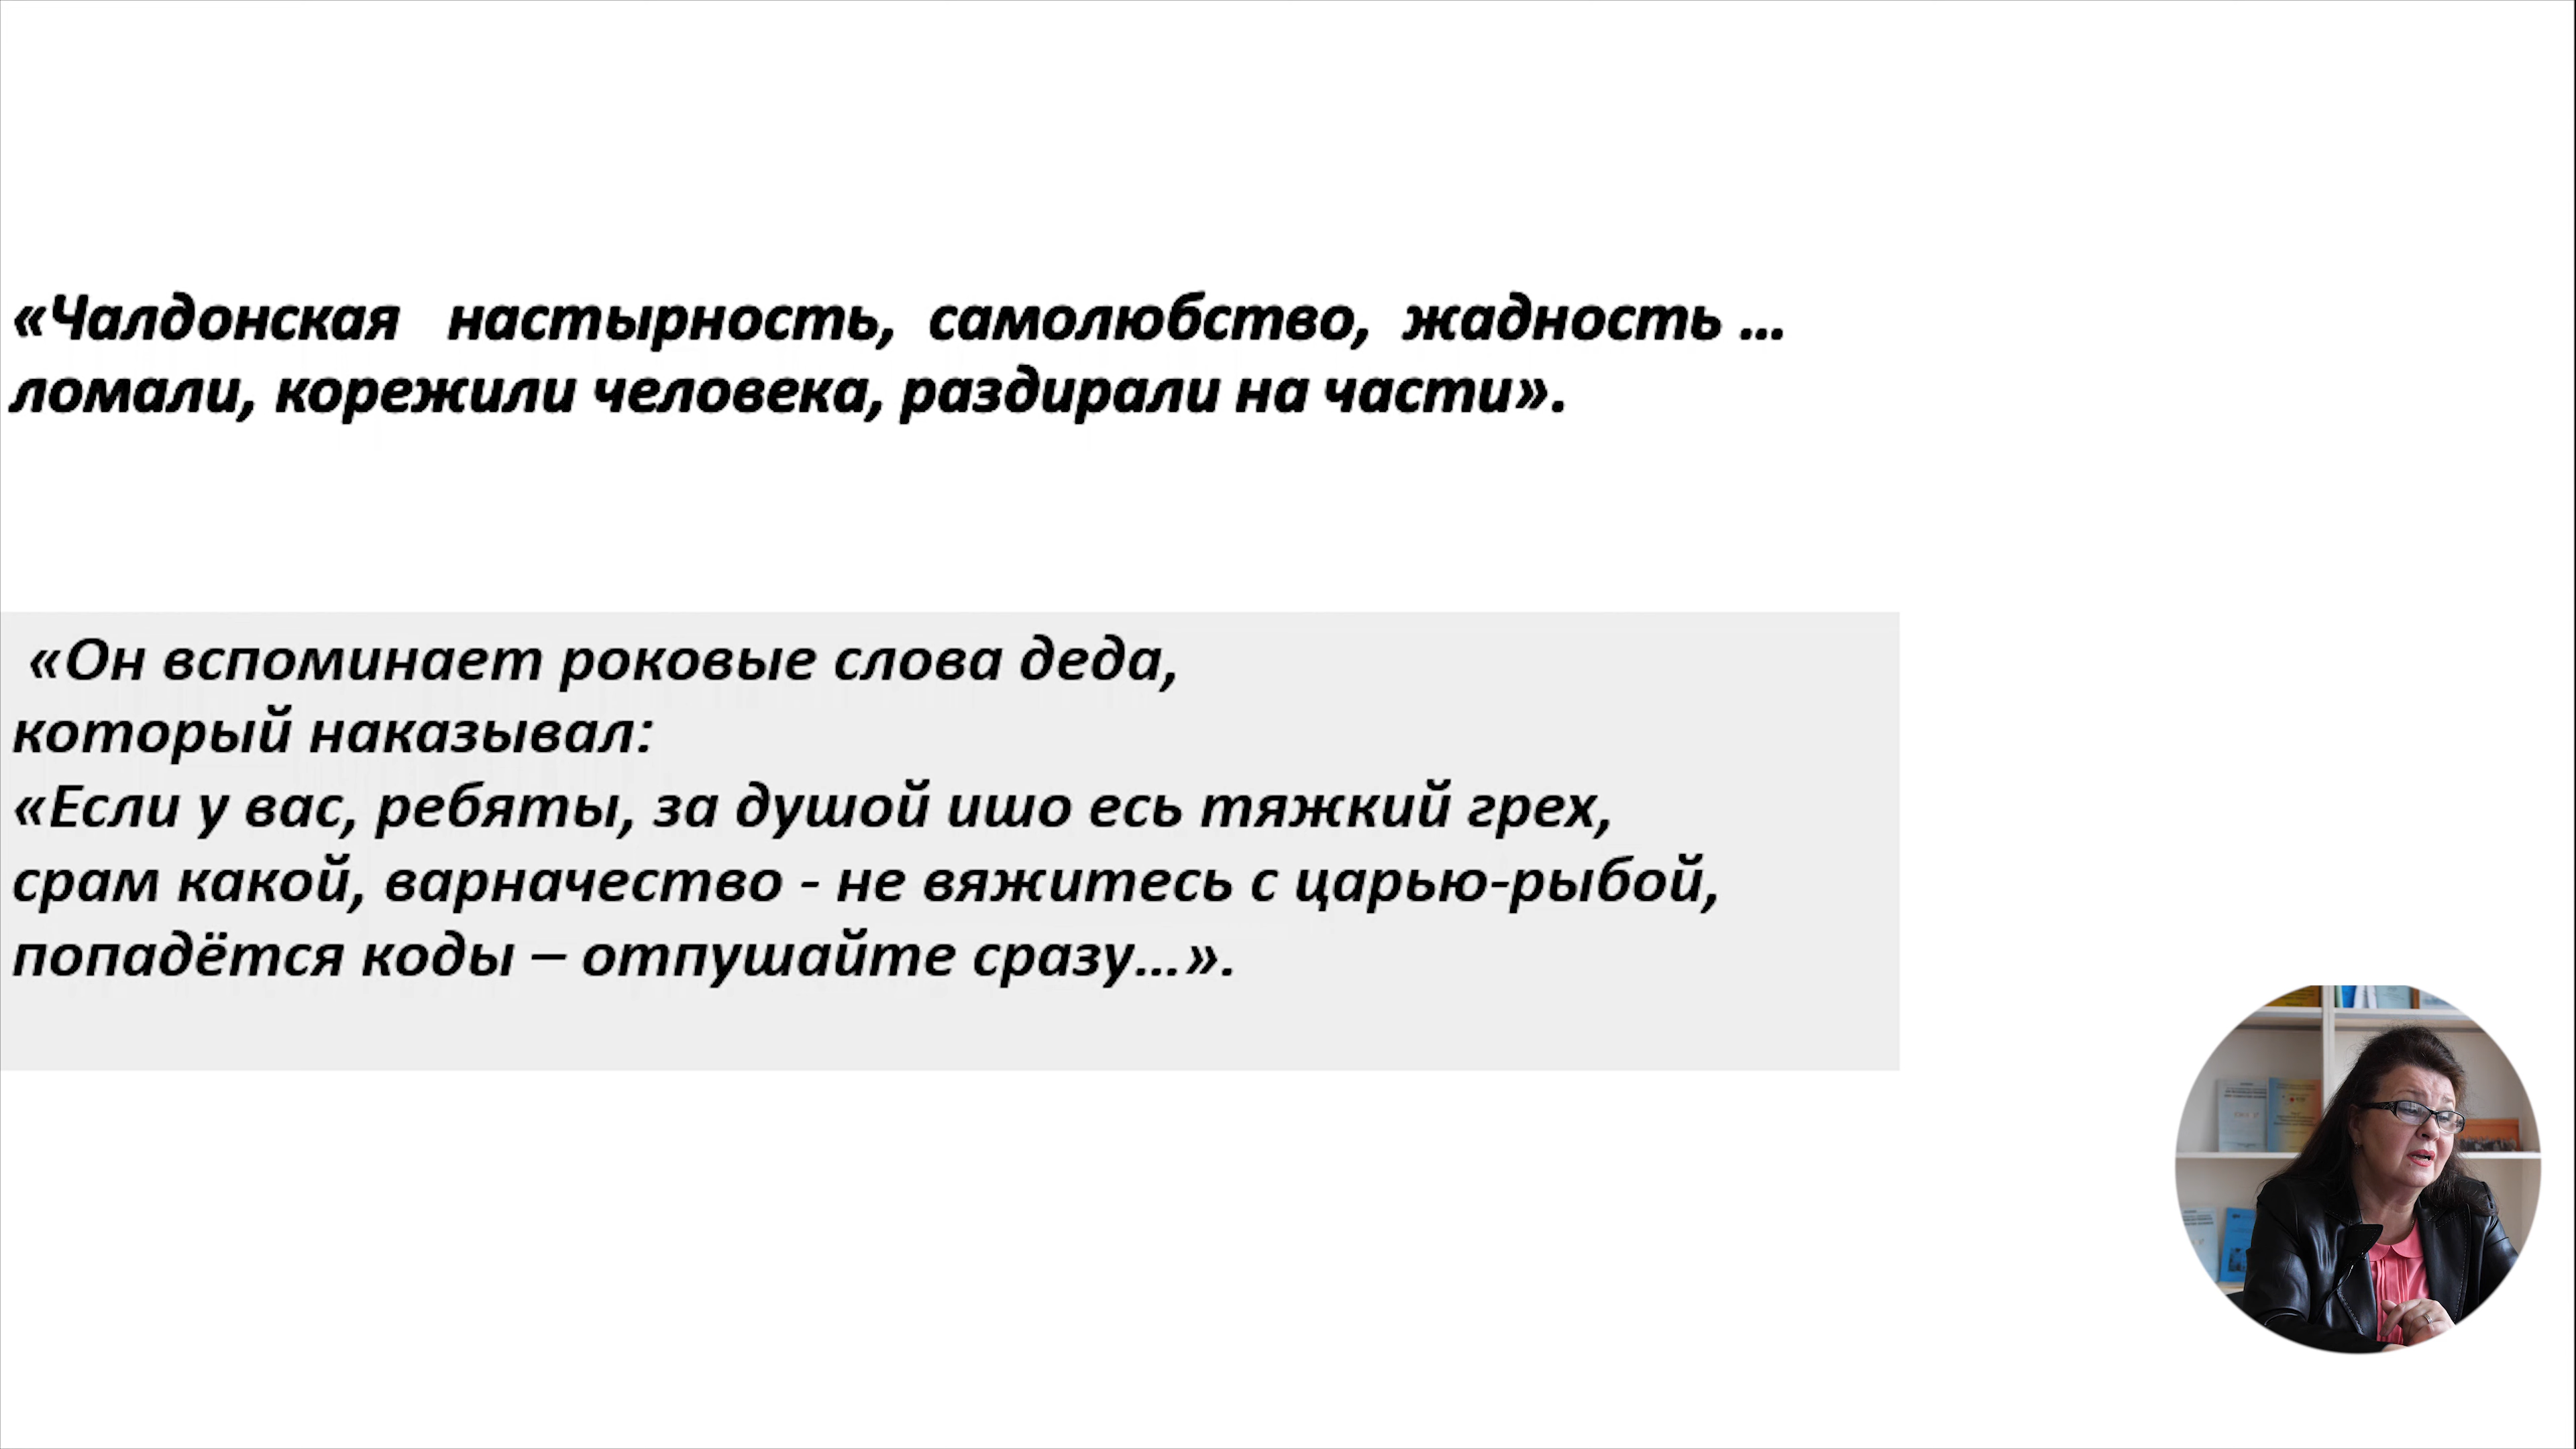 «Чалдонская настырность, самолюбство, жадность ...
ломали, корежили человека, раздирали на части».
«Он вспоминает роковые слова деда,
который наказывал:
«Если у вас, ребяты, за душой ишо есь тяжкий грех,
срам какой, варначество - не вяжитесь с царью-рыбой,
попадётся коды – отпушайте сразу...».